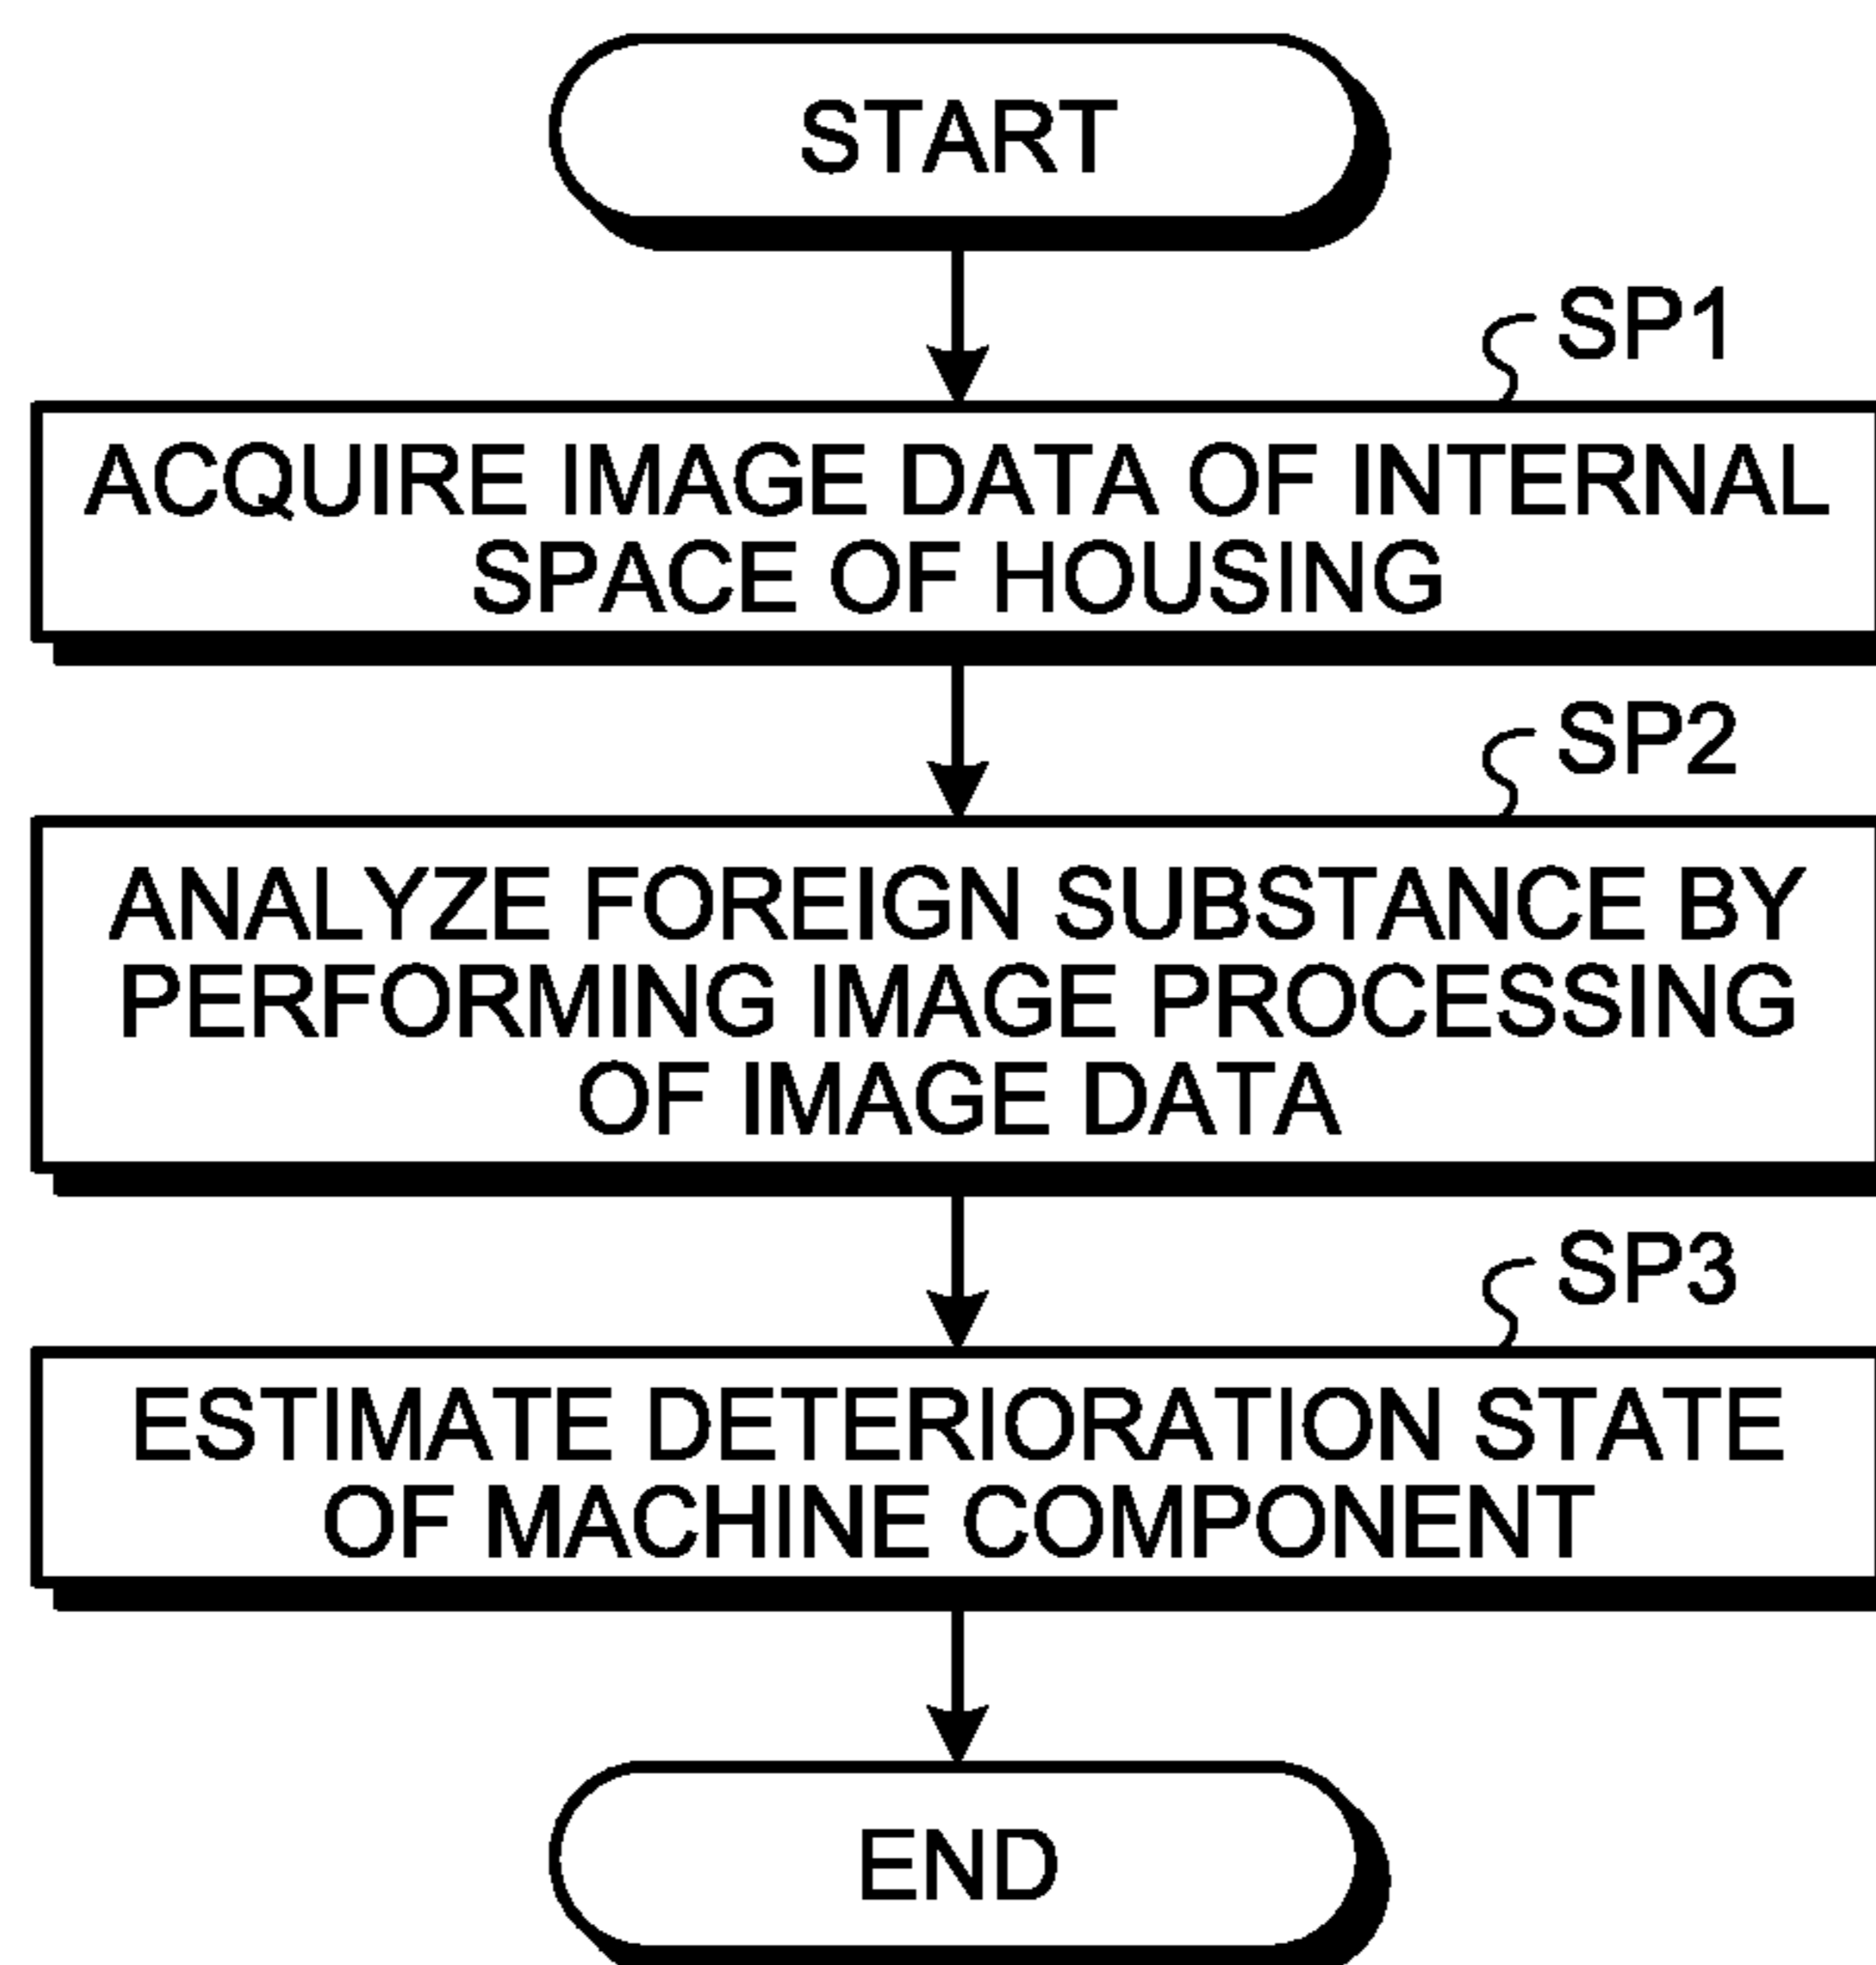 START
SP1
ACQUIRE IMAGE DATA OF INTERNAL
SPACE OF HOUSING
SP2
ANALYZE FOREIGN SUBSTANCE BY
PERFORMING IMAGE PROCESSING
OF IMAGE DATA
SP3
ESTIMATE DETERIORATION STATE
OF MACHINE COMPONENT
END